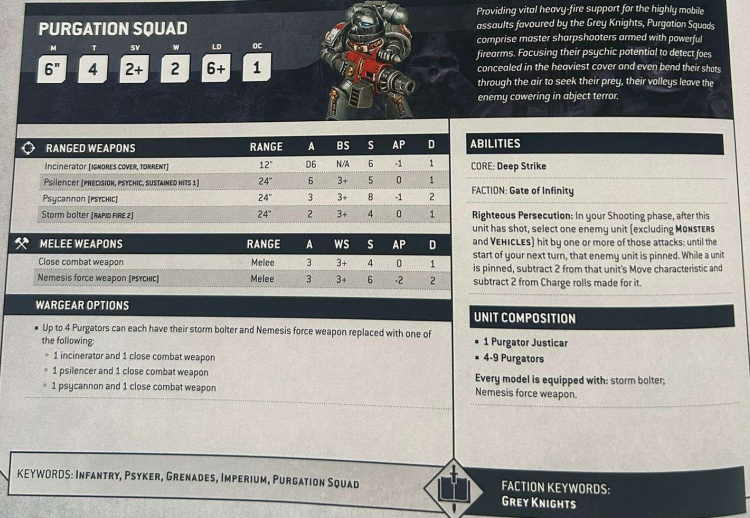 PURGATION SQUAD
M T SV W LD OC
6" 4 2+ 2 6+ 1
Providing vital heavy-fire support for the highly mobile
assaults favoured by the Grey Knights, Purgation Squads
comprise master sharpshooters armed with powerful
firearms. Focusing their psychic potential to detect foes
concealed in the heaviest cover and even bend their shots
through the air to seek their prey, their volleys leave the
enemy cowering in abject terror.
RANGED WEAPONS RANGE A BS S AP D
Incinerator [IGNORES COVER, TORRENT] 12" D6 N/A 6 -1 1
Psilencer [PRECISION, PSYCHIC, SUSTAINED HITS 1] 24" 6 3+ 5 0 1
Psycannon [PSYCHIC] 24" 3 3+ 8 -1 2
Storm bolter [RAPID FIRE 2] 24" 2 3+ 4 0 1
MELEE WEAPONS RANGE A WS S AP D
Close combat weapon Melee 3 3+ 4 0 1
Nemesis force weapon [PSYCHIC] Melee 3 3+ 6 -2 2
WARGEAR OPTIONS
▪ Up to 4 Purgators can each have their storm bolter and Nemesis force weapon replaced with one of
the following:
◦ 1 incinerator and 1 close combat weapon
◦ 1 psilencer and 1 close combat weapon
◦ 1 psycannon and 1 close combat weapon
ABILITIES
CORE: Deep Strike
FACTION: Gate of Infinity
Righteous Persecution: In your Shooting phase, after this
unit has shot, select one enemy unit (excluding MONSTERS
and VEHICLES) hit by one or more of those attacks: until the
start of your next turn, that enemy unit is pinned. While a unit
is pinned, subtract 2 from that unit's Move characteristic and
subtract 2 from Charge rolls made for it.
UNIT COMPOSITION
▪ 1 Purgator Justicar
▪ 4-9 Purgators
Every model is equipped with: storm bolter;
Nemesis force weapon.
KEYWORDS: INFANTRY, PSYKER, GRENADES, IMPERIUM, PURGATION SQUAD
FACTION KEYWORDS:
GREY KNIGHTS